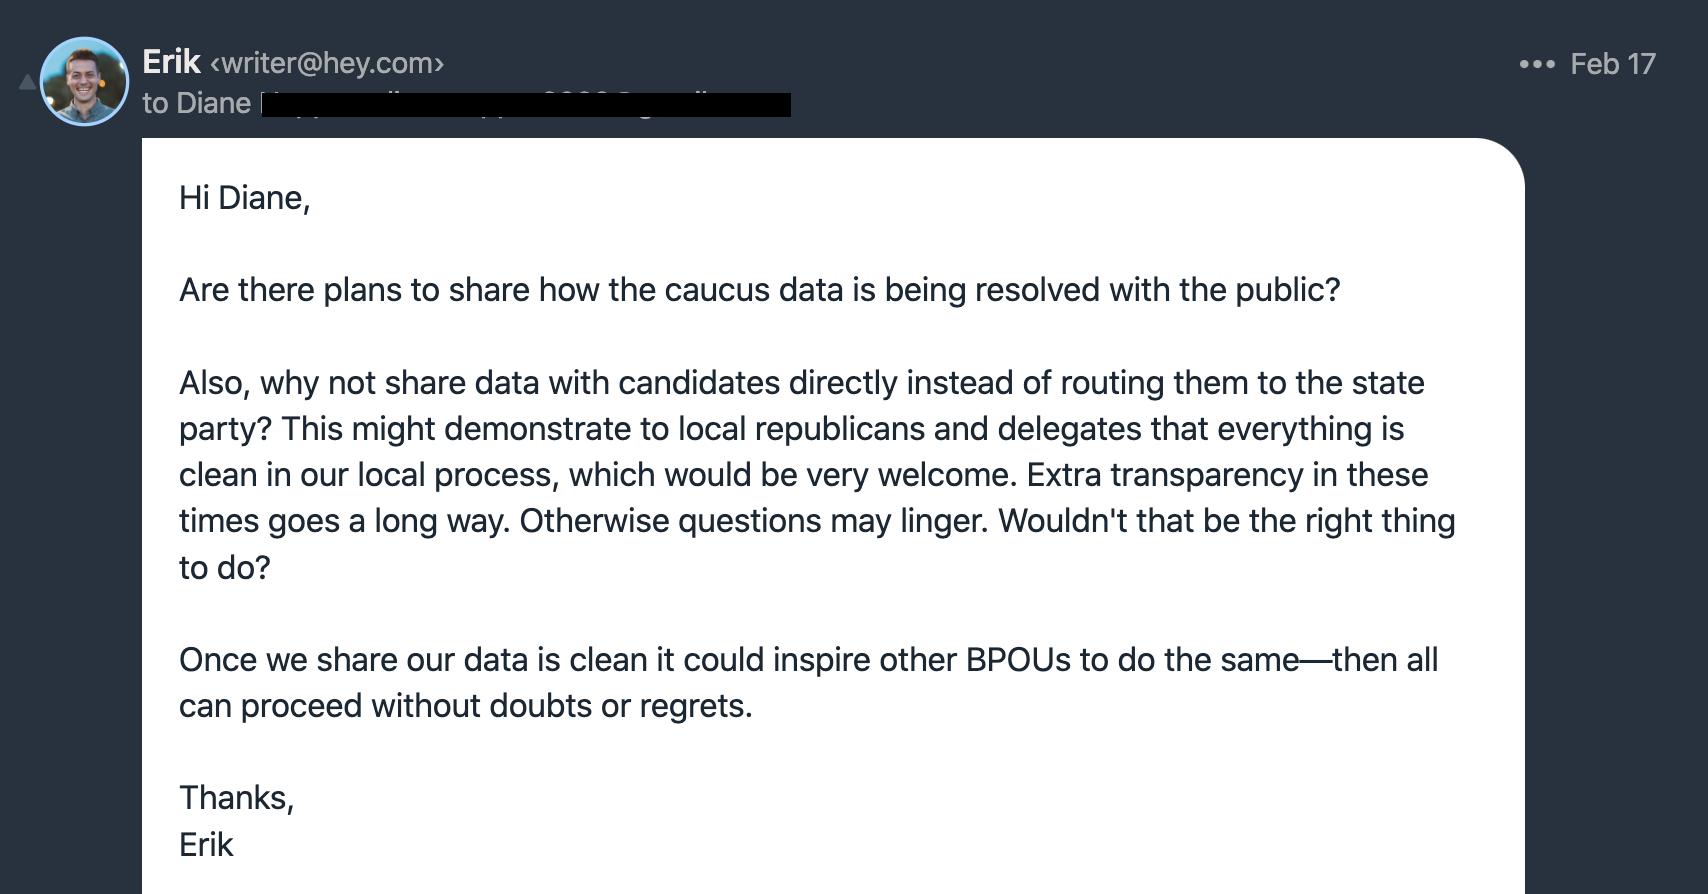 Erik <writer@hey.com>
Feb 17
to Diane
Hi Diane,
Are there plans to share how the caucus data is being resolved with the public?
Also, why not share data with candidates directly instead of routing them to the state
party? This might demonstrate to local republicans and delegates that everything is
clean in our local process, which would be very welcome. Extra transparency in these
times goes a long way. Otherwise questions may linger. Wouldn't that be the right thing
to do?
Once we share our data is clean it could inspire other BPOUs to do the same—then all
can proceed without doubts or regrets.
Thanks,
Erik